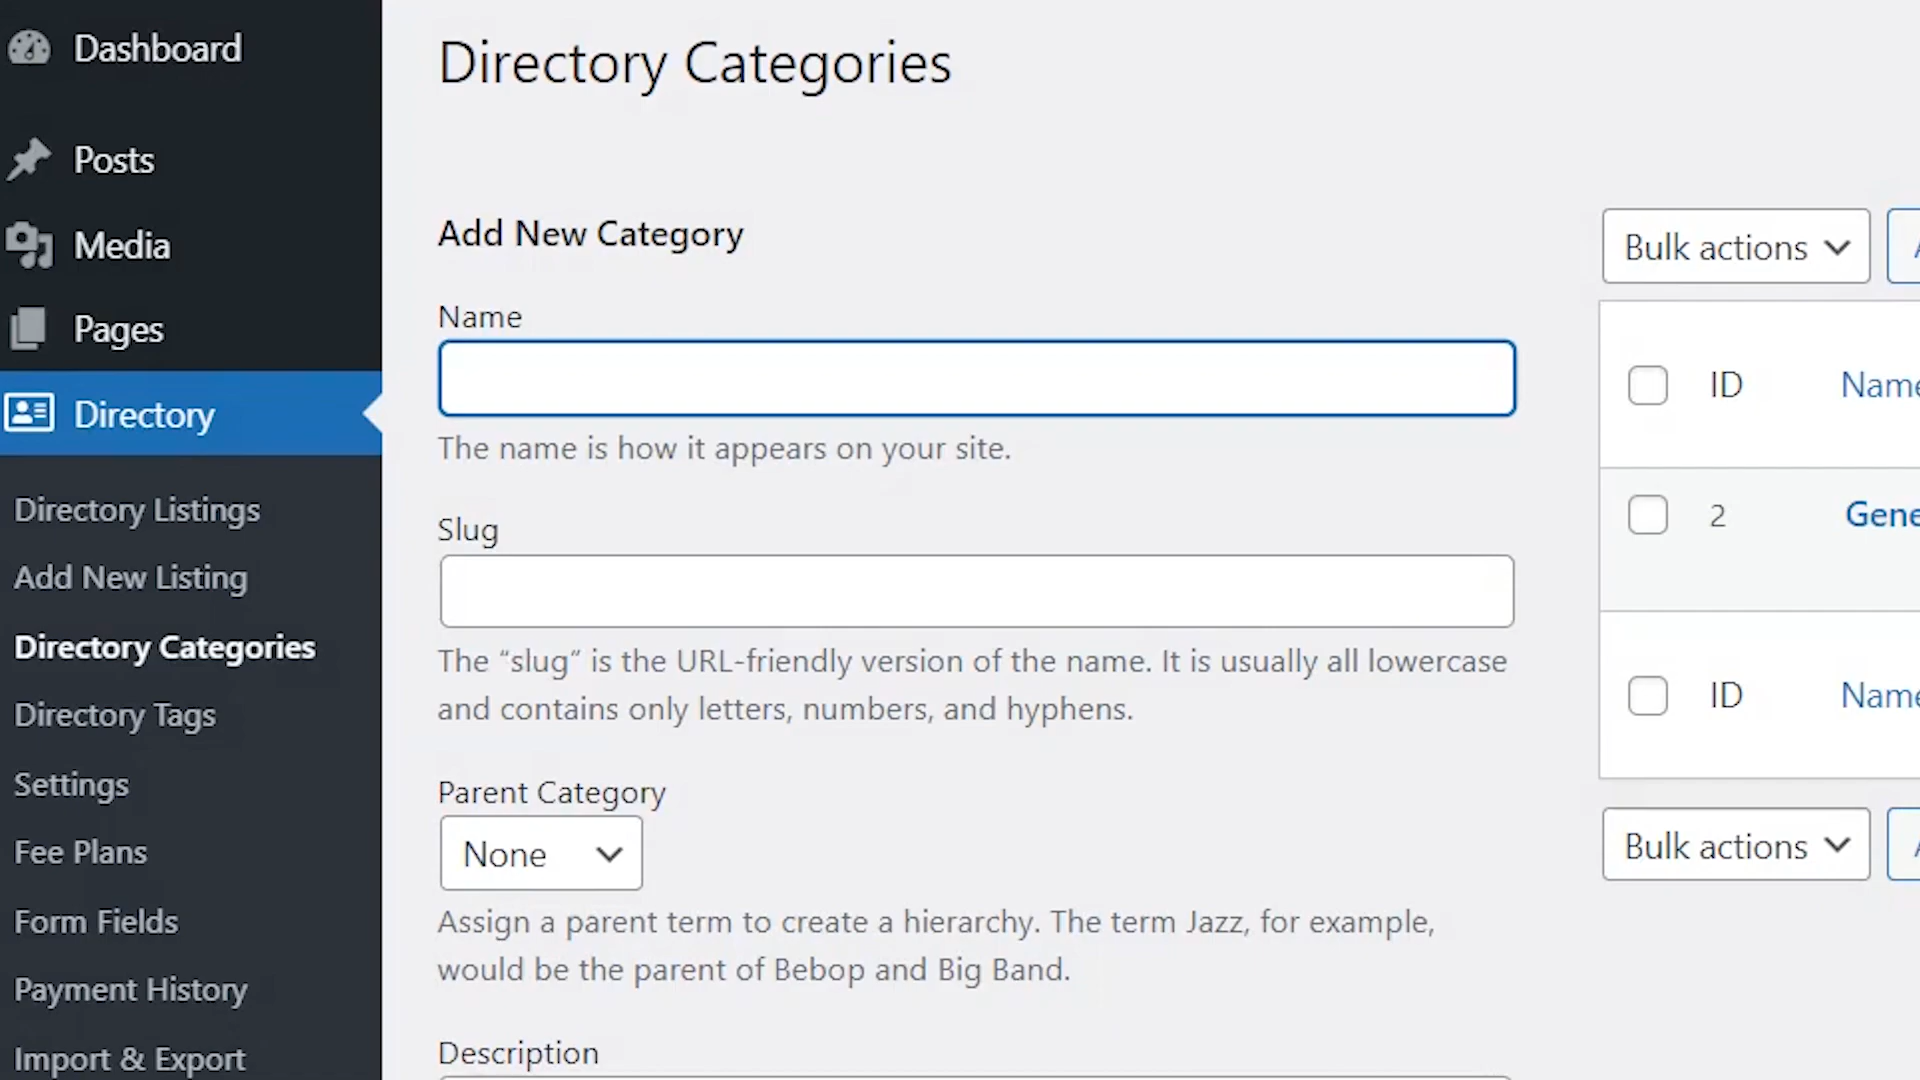 Dashboard
Posts
Media
Pages
Directory
Directory Listings
Add New Listing
Directory Categories
Directory Tags
Settings
Fee Plans
Form Fields
Payment History
Import & Export
Directory Categories
Add New Category
Name
The name is how it appears on your site.
Slug
The “slug” is the URL-friendly version of the name. It is usually all lowercase
and contains only letters, numbers, and hyphens.
Parent Category
None
Assign a parent term to create a hierarchy. The term Jazz, for example,
would be the parent of Bebop and Big Band.
Description
Bulk actions
ID Name
2 Gene
ID Name
Bulk actions